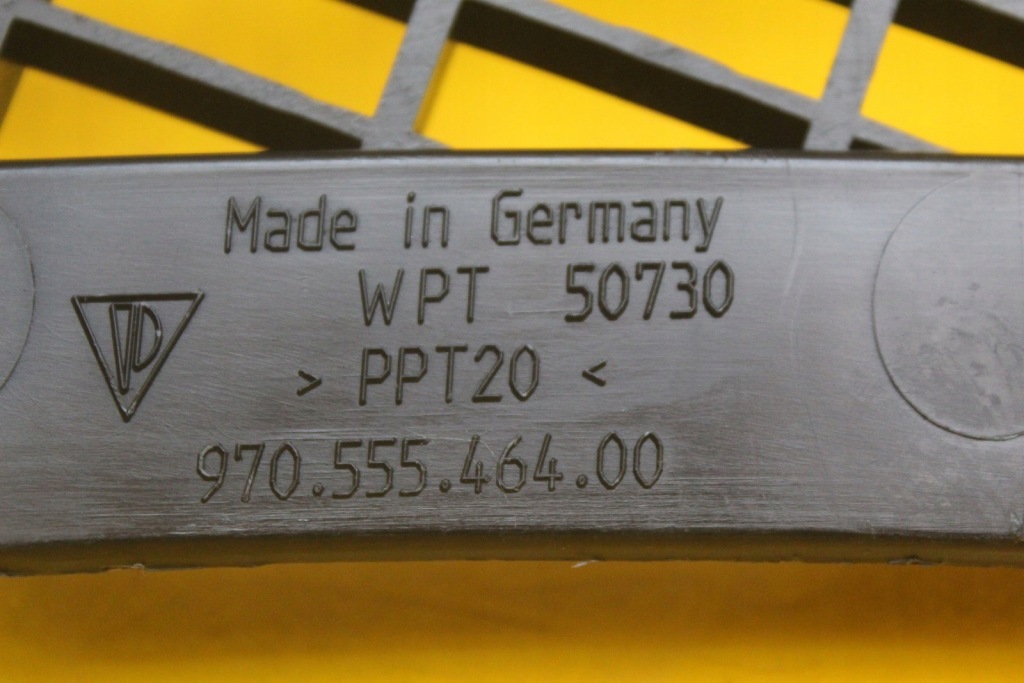 Made in Germany
WPT 50730
> PPT20 <
970.555.464.00